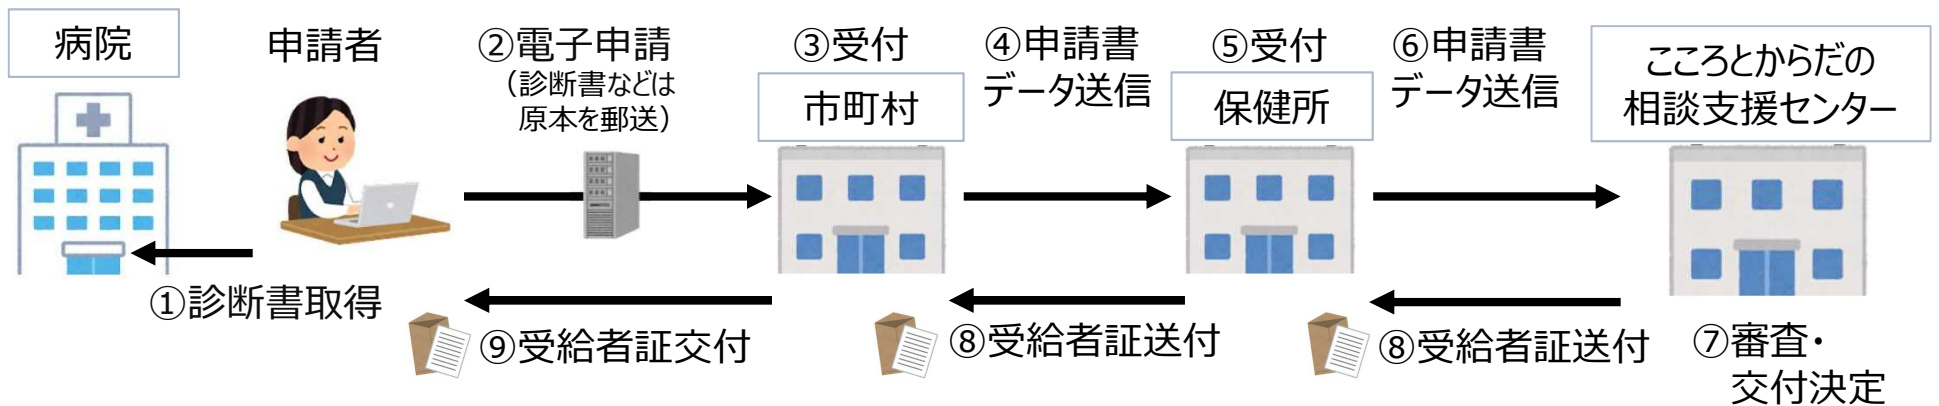 病院
申請者
②電子申請
（診断書などは
原本を郵送）
③受付
市町村
④申請書
データ送信
⑤受付
保健所
⑥申請書
データ送信
こころとからだの
相談支援センター
①診断書取得
⑨受給者証交付
⑧受給者証送付
⑧受給者証送付
⑦審査・
交付決定